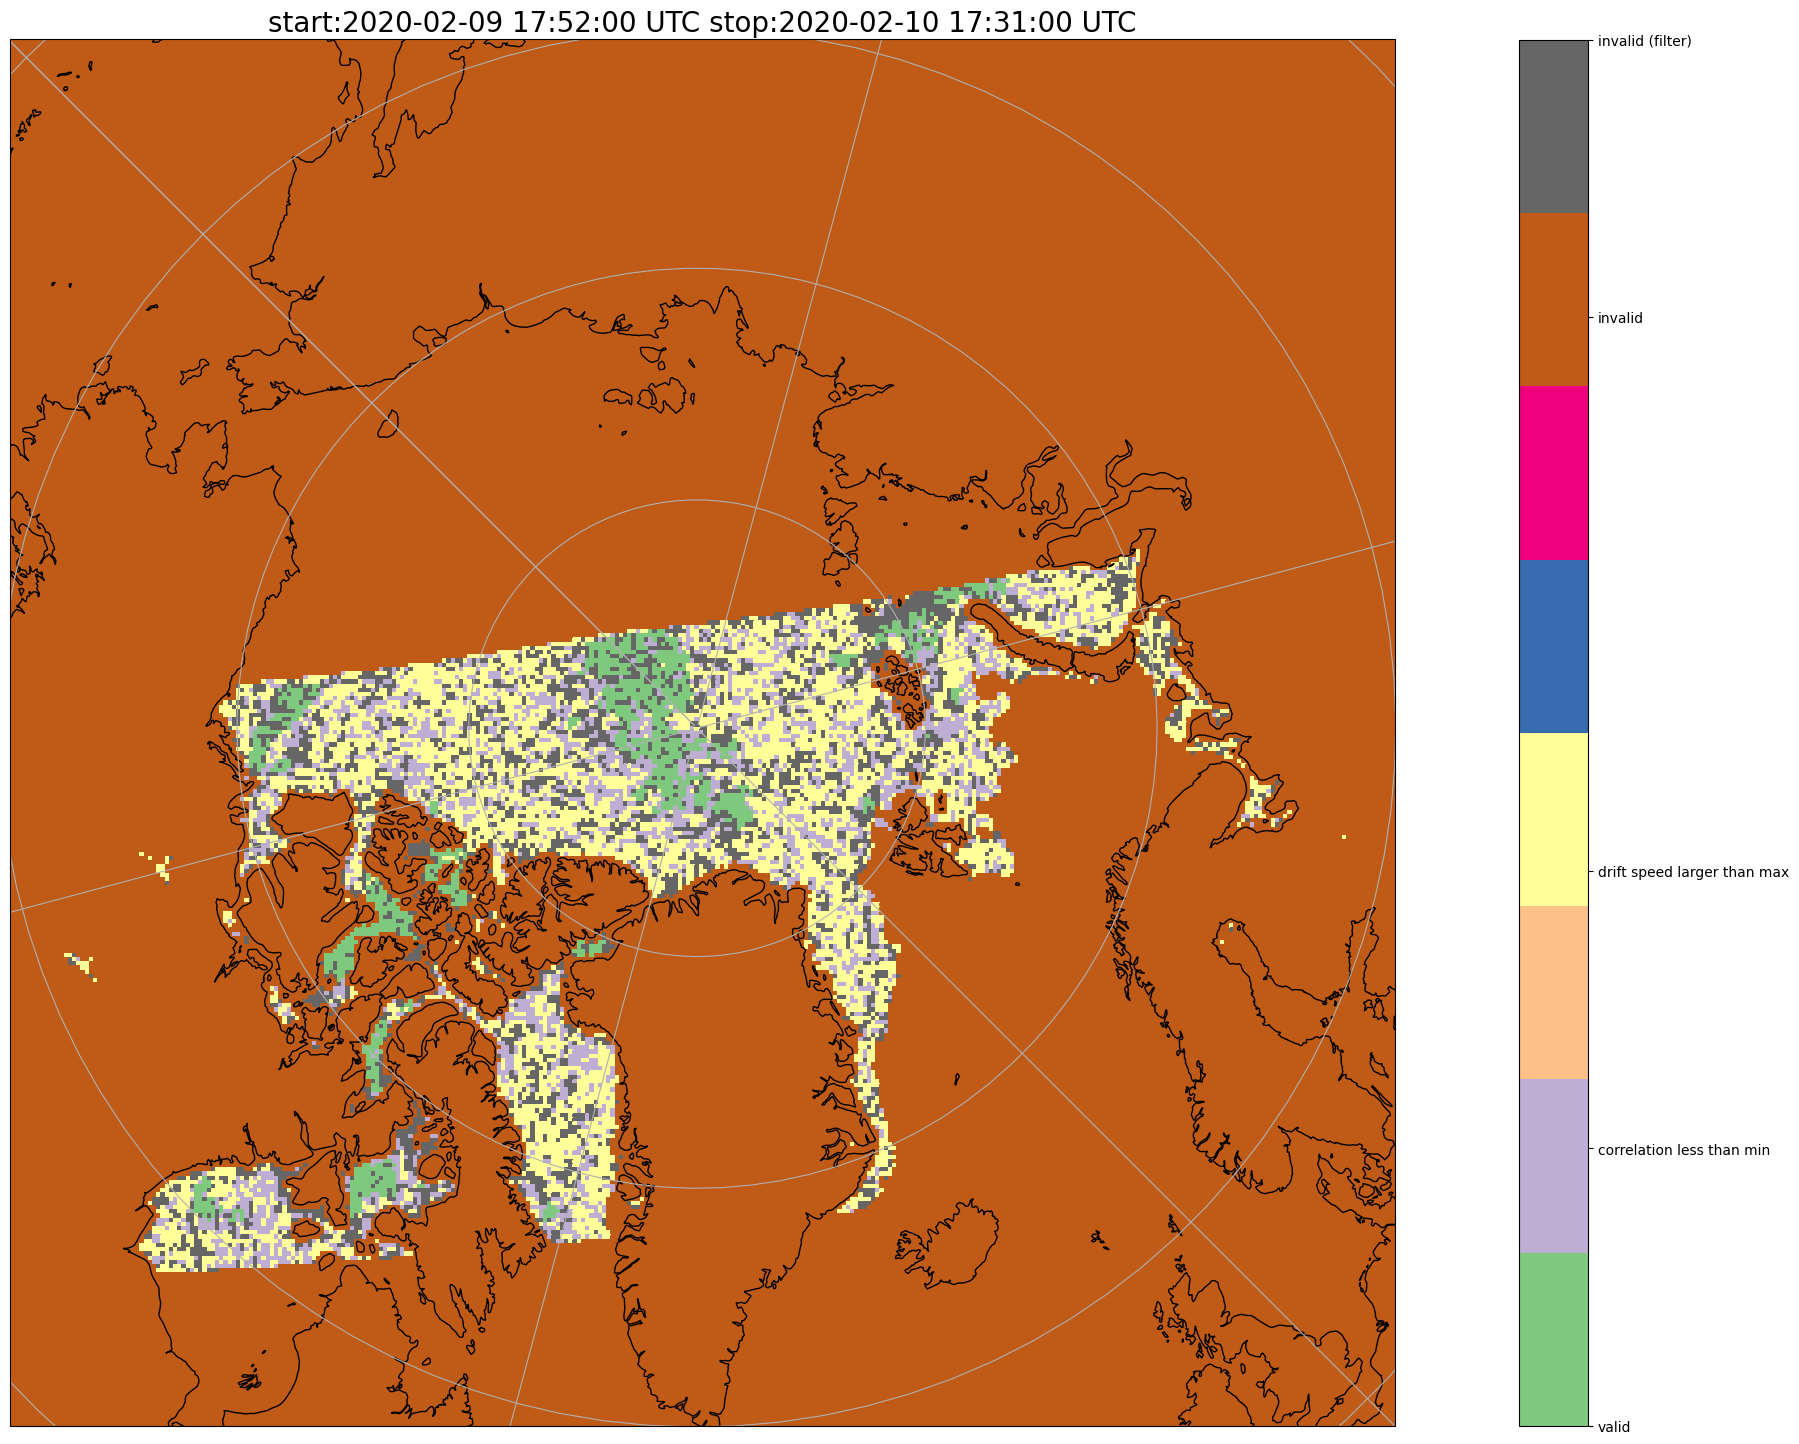 start:2020-02-09 17:52:00 UTC stop:2020-02-10 17:31:00 UTC
invalid (filter)
invalid
drift speed larger than max
correlation less than min
valid